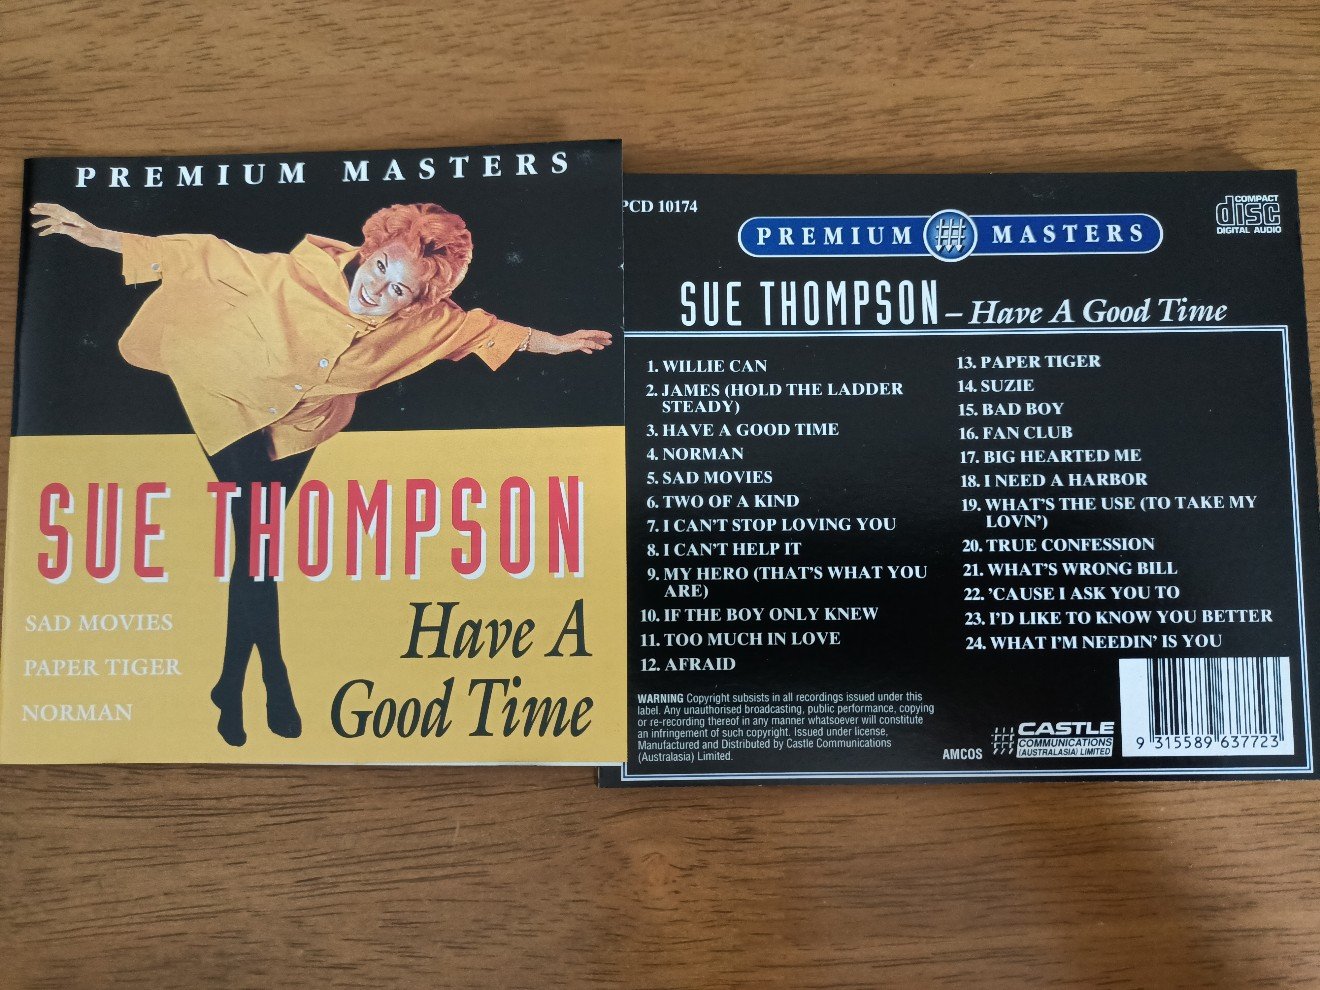 PREMIUM MASTERS
SUE THOMPSON
SAD MOVIES
PAPER TIGER
NORMAN
Have A
Good Time
PCD 10174
COMPACT
disc
DIGITAL AUDIO
PREMIUM MASTERS
SUE THOMPSON – Have A Good Time
1. WILLIE CAN
2. JAMES (HOLD THE LADDER
STEADY)
3. HAVE A GOOD TIME
4. NORMAN
5. SAD MOVIES
6. TWO OF A KIND
7. I CAN'T STOP LOVING YOU
8. I CAN'T HELP IT
9. MY HERO (THAT'S WHAT YOU
ARE)
10. IF THE BOY ONLY KNEW
11. TOO MUCH IN LOVE
12. AFRAID
13. PAPER TIGER
14. SUZIE
15. BAD BOY
16. FAN CLUB
17. BIG HEARTED ME
18. I NEED A HARBOR
19. WHAT'S THE USE (TO TAKE MY
LOVN')
20. TRUE CONFESSION
21. WHAT'S WRONG BILL
22. 'CAUSE I ASK YOU TO
23. I'D LIKE TO KNOW YOU BETTER
24. WHAT I'M NEEDIN' IS YOU
WARNING Copyright subsists in all recordings issued under this
label. Any unauthorised broadcasting, public performance, copying
or re-recording thereof in any manner whatsoever will constitute
an infringement of such copyright. Issued under license,
Manufactured and Distributed by Castle Communications
(Australasia) Limited.
AMCOS
CASTLE
COMMUNICATIONS
(AUSTRALASIA) LIMITED
9 315589 637723